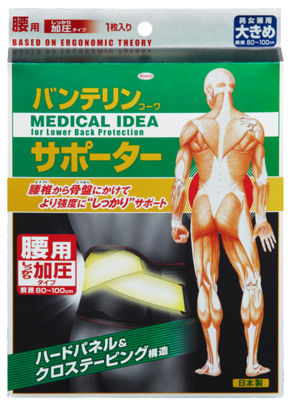 腰用
しっかり
加圧タイプ
1枚入り
男女兼用
大きめ
胴囲 80～100cm
BASED ON ERGONOMIC THEORY
Kowa
バンテリン
コーワ
MEDICAL IDEA
for Lower Back Protection
サポーター
腰椎から骨盤にかけて
より強度に“しっかり”サポート
腰用
しっかり
加圧
タイプ
胴囲 80～100cm
ハードパネル&
クロステーピング構造
日本製